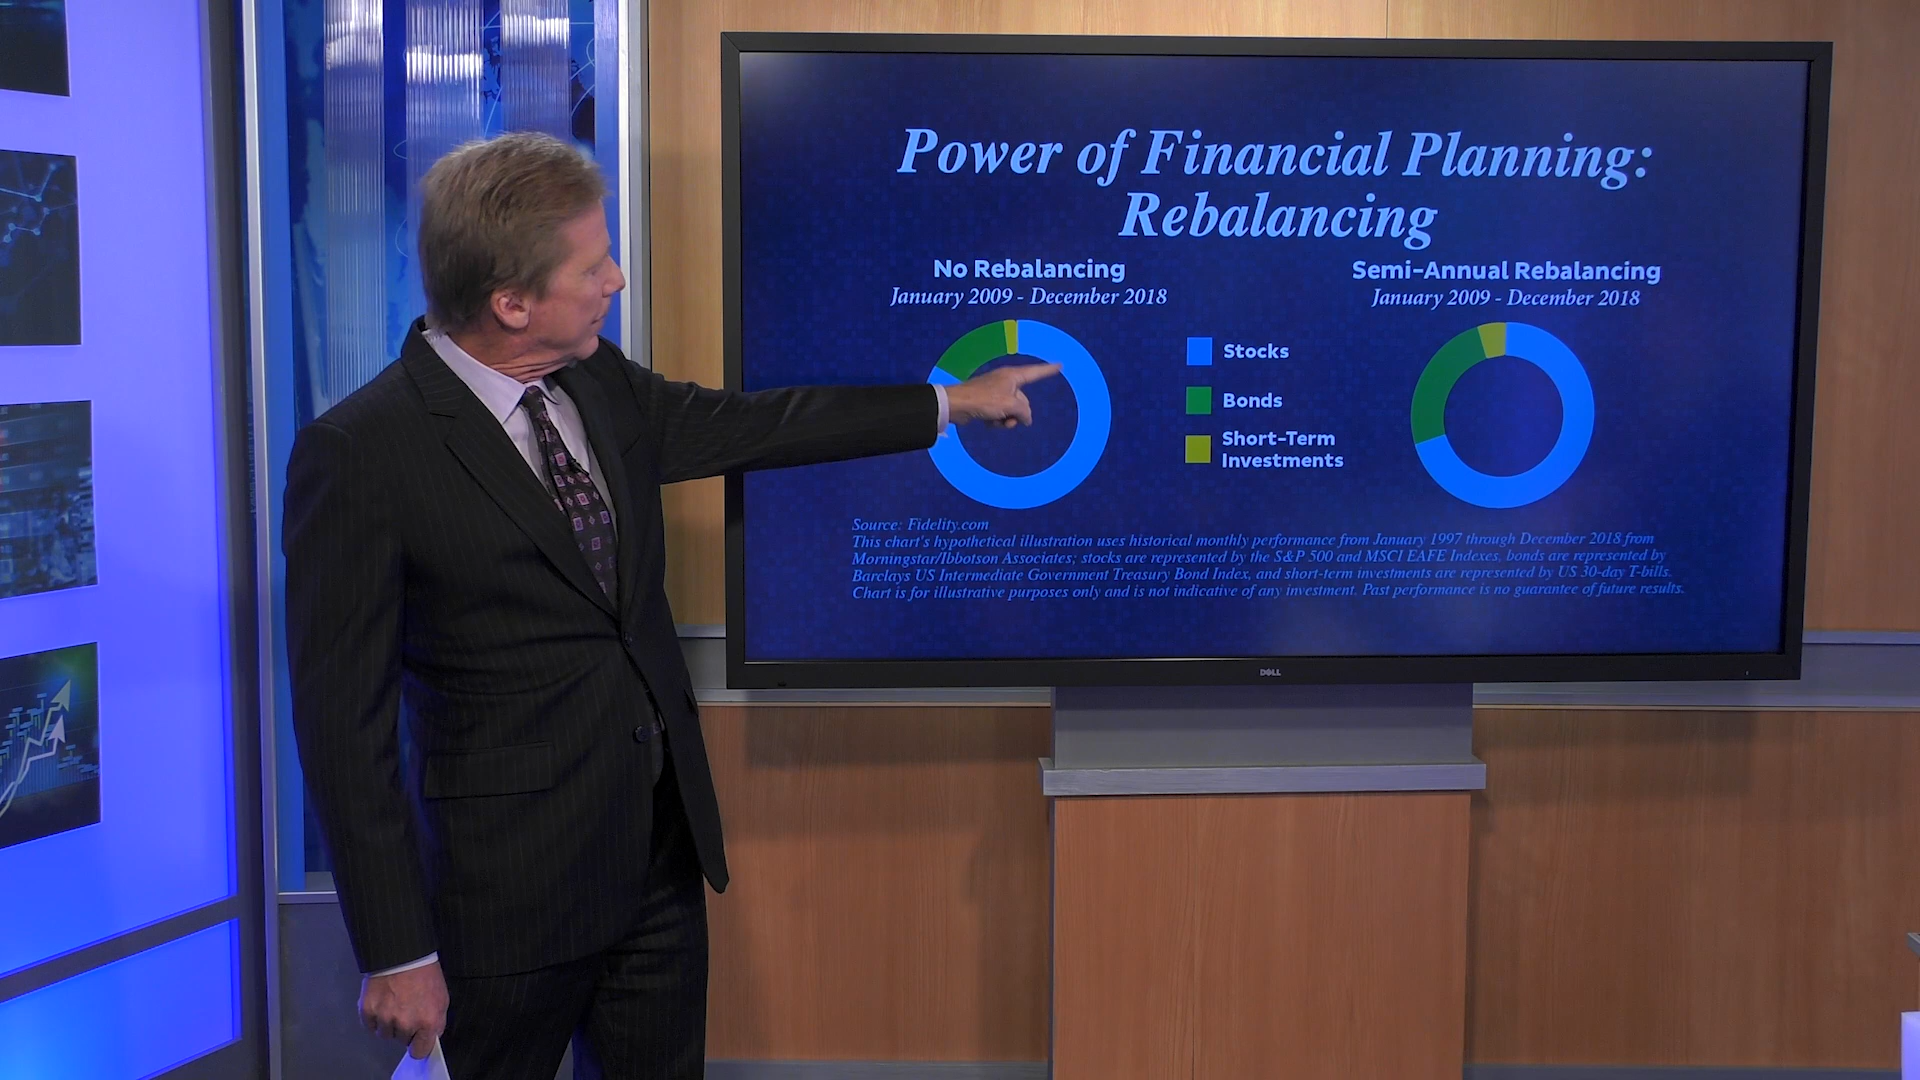 Power of Financial Planning:
Rebalancing
No Rebalancing
January 2009 - December 2018
Semi-Annual Rebalancing
January 2009 - December 2018
Stocks
Bonds
Short-Term
Investments
Source: Fidelity.com
This chart's hypothetical illustration uses historical monthly performance from January 1997 through December 2018 from
Morningstar/Ibbotson Associates; stocks are represented by the S&P 500 and MSCI EAFE Indexes, bonds are represented by
Barclays US Intermediate Government Treasury Bond Index, and short-term investments are represented by US 30-day T-bills.
Chart is for illustrative purposes only and is not indicative of any investment. Past performance is no guarantee of future results.
DELL